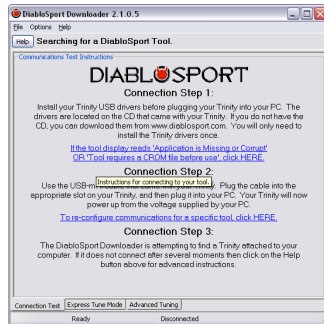 DiabloSport Downloader 2.1.0.5
File Options Help
Help Searching for a DiabloSport Tool.
Communications Test Instructions
DIABLOSPORT
Connection Step 1:
Install your Trinity USB drivers before plugging your Trinity into your PC. The
drivers are located on the CD that came with your Trinity. If you do not have the
CD, you can download them from www.diablosport.com. You will only need to
install the Trinity drivers once.
If the tool display reads 'Application is Missing or Corrupt'
OR 'Tool requires a CROM file before use', click HERE.
Connection Step 2:
Instructions for connecting to your tool.
Use the USB-mi Plug the cable into the
appropriate slot on your Trinity, and then plug it into your PC. Your Trinity will now
power up from the voltage supplied by your PC.
To re-configure communications for a specific tool, click HERE.
Connection Step 3:
The DiabloSport Downloader is attempting to find a Trinity attached to your
computer. If it does not connect after several moments then click on the Help
button above for advanced instructions.
Connection Test Express Tune Mode Advanced Tuning
Ready Disconnected